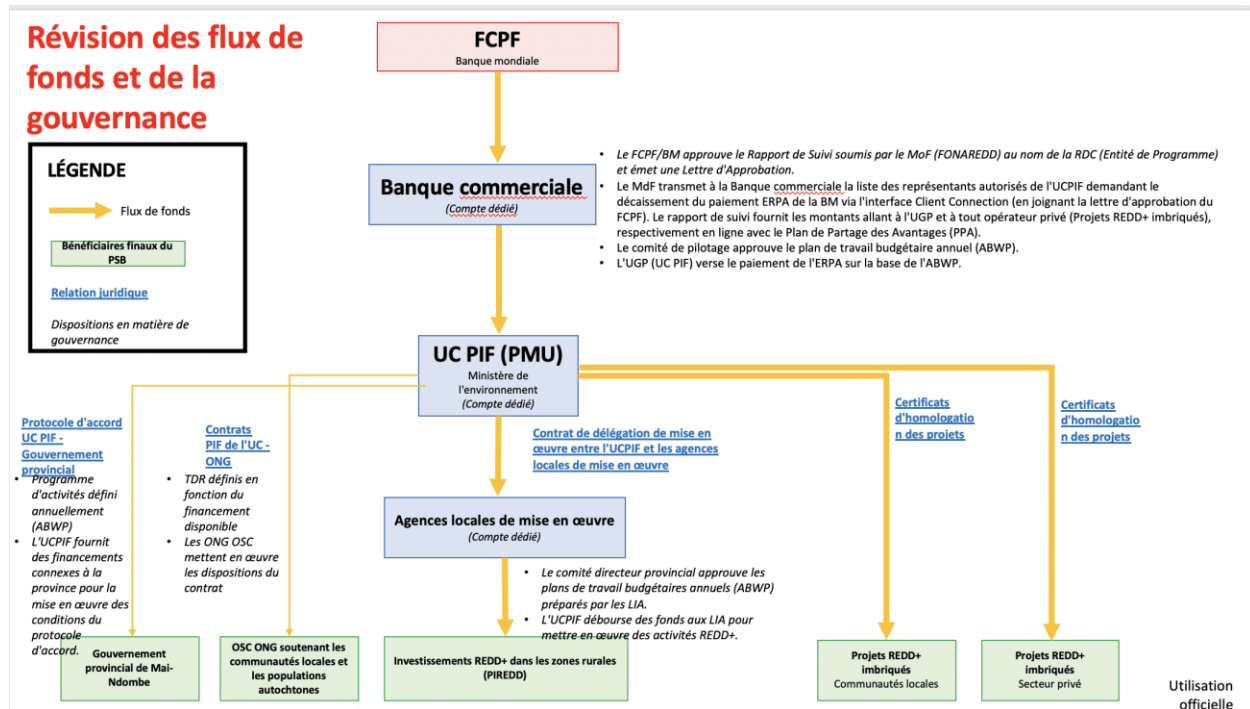 Révision des flux de
fonds et de la
gouvernance
FCPF
Banque mondiale
LÉGENDE
Flux de fonds
Bénéficiaires finaux du
PSB
Relation juridique
Dispositions en matière de
gouvernance
Banque commerciale
(Compte dédié)
• Le FCPF/BM approuve le Rapport de Suivi soumis par le MoF (FONAREDD) au nom de la RDC (Entité de Programme)
et émet une Lettre d'Approbation.
• Le MdF transmet à la Banque commerciale la liste des représentants autorisés de l'UCPIF demandant le
décaissement du paiement ERPA de la BM via l'interface Client Connection (en joignant la lettre d'approbation du
FCPF). Le rapport de suivi fournit les montants allant à l'UGP et à tout opérateur privé (Projets REDD+ imbriqués),
respectivement en ligne avec le Plan de Partage des Avantages (PPA).
• Le comité de pilotage approuve le plan de travail budgétaire annuel (ABWP).
• L'UGP (UC PIF) verse le paiement de l'ERPA sur la base de l'ABWP.
UC PIF (PMU)
Ministère de
l'environnement
(Compte dédié)
Protocole d'accord
UC PIF -
Gouvernement
provincial
• Programme
d'activités défini
annuellement
(ABWP)
• L'UCPIF fournit
des financements
connexes à la
province pour la
mise en œuvre des
conditions du
protocole
d'accord.
Contrats
PIF de l'UC -
ONG
• TDR définis en
fonction du
financement
disponible
• Les ONG OSC
mettent en œuvre
les dispositions du
contrat
Contrat de délégation de mise en
œuvre entre l'UCPIF et les agences
locales de mise en œuvre
Certificats
d'homologatio
n des projets
Certificats
d'homologatio
n des projets
Agences locales de mise en œuvre
(Compte dédié)
• Le comité directeur provincial approuve les
plans de travail budgétaires annuels (ABWP)
préparés par les LIA.
• L'UCPIF débourse des fonds aux LIA pour
mettre en œuvre des activités REDD+.
Gouvernement
provincial de Mai-
Ndombe
OSC ONG soutenant les
communautés locales et
les populations
autochtones
Investissements REDD+ dans les zones rurales
(PIREDD)
Projets REDD+
imbriqués
Communautés locales
Projets REDD+
imbriqués
Secteur privé
Utilisation
officielle